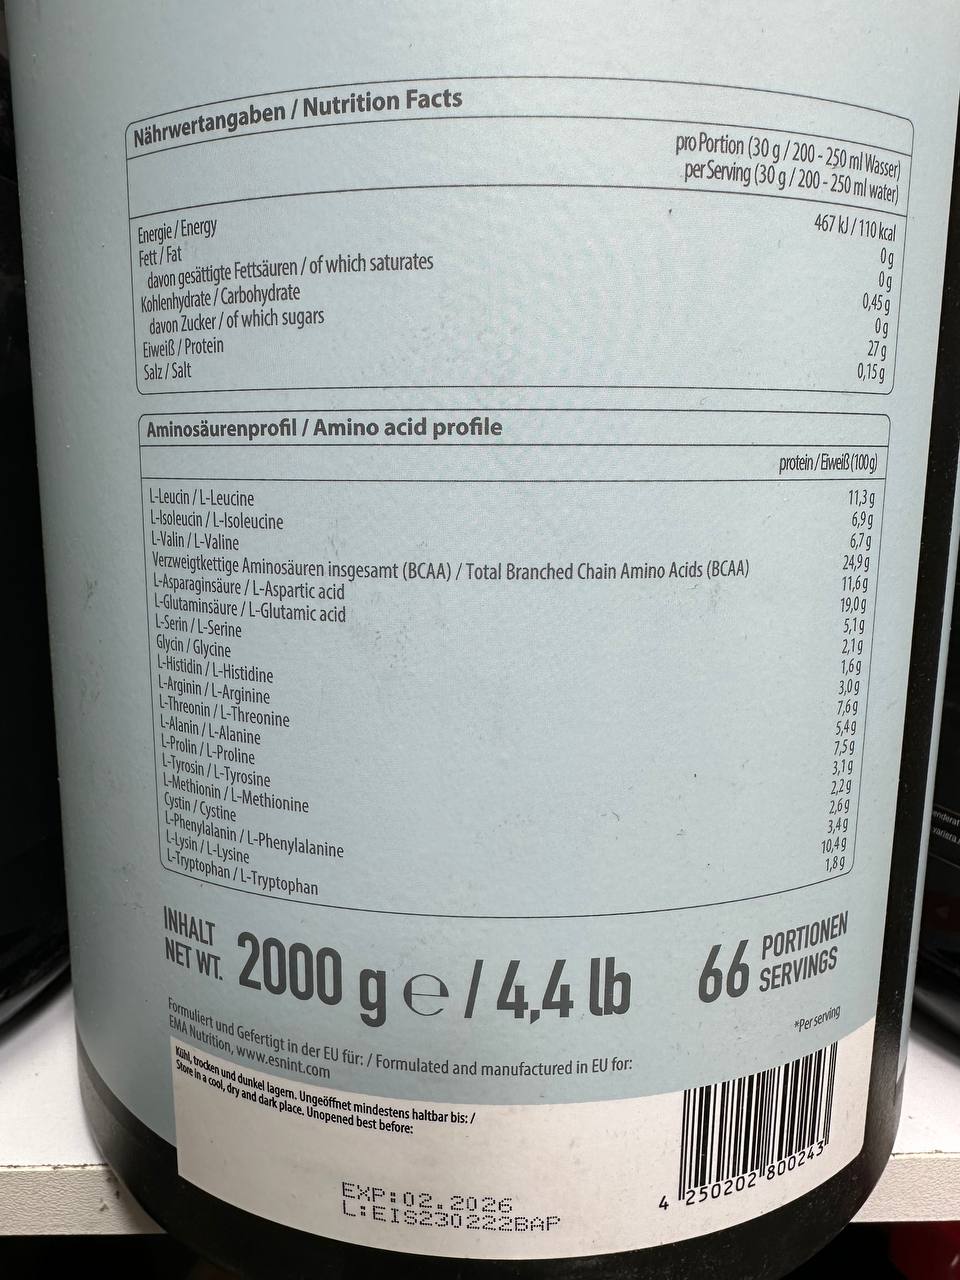 Nährwertangaben / Nutrition Facts
pro Portion (30 g / 200 - 250 ml Wasser)
per Serving (30 g / 200 - 250 ml water)
Energie / Energy 467 kJ / 110 kcal
Fett / Fat 0 g
davon gesättigte Fettsäuren / of which saturates 0 g
Kohlenhydrate / Carbohydrate 0,45 g
davon Zucker / of which sugars 0 g
Eiweiß / Protein 27 g
Salz / Salt 0,15 g
Aminosäurenprofil / Amino acid profile
protein / Eiweiß (100g)
L-Leucin / L-Leucine 11,3 g
L-Isoleucin / L-Isoleucine 6,9 g
L-Valin / L-Valine 6,7 g
Verzweigtkettige Aminosäuren insgesamt (BCAA) / Total Branched Chain Amino Acids (BCAA) 24,9 g
L-Asparaginsäure / L-Aspartic acid 11,6 g
L-Glutaminsäure / L-Glutamic acid 19,0 g
L-Serin / L-Serine 5,1 g
Glycin / Glycine 2,1 g
L-Histidin / L-Histidine 1,6 g
L-Arginin / L-Arginine 3,0 g
L-Threonin / L-Threonine 7,6 g
L-Alanin / L-Alanine 5,4 g
L-Prolin / L-Proline 7,5 g
L-Tyrosin / L-Tyrosine 3,1 g
L-Methionin / L-Methionine 2,2 g
Cystin / Cystine 2,6 g
L-Phenylalanin / L-Phenylalanine 3,4 g
L-Lysin / L-Lysine 10,4 g
L-Tryptophan / L-Tryptophan 1,8 g
INHALT
NET WT. 2000 g e / 4,4 lb
66 PORTIONEN
SERVINGS
*Per serving
Formuliert und Gefertigt in der EU für: / Formulated and manufactured in EU for:
EMA Nutrition, www.esnint.com
Kühl, trocken und dunkel lagern. Ungeöffnet mindestens haltbar bis: /
Store in a cool, dry and dark place. Unopened best before:
EXP:02.2026
L:EIS230222BAP
4 250202 800243